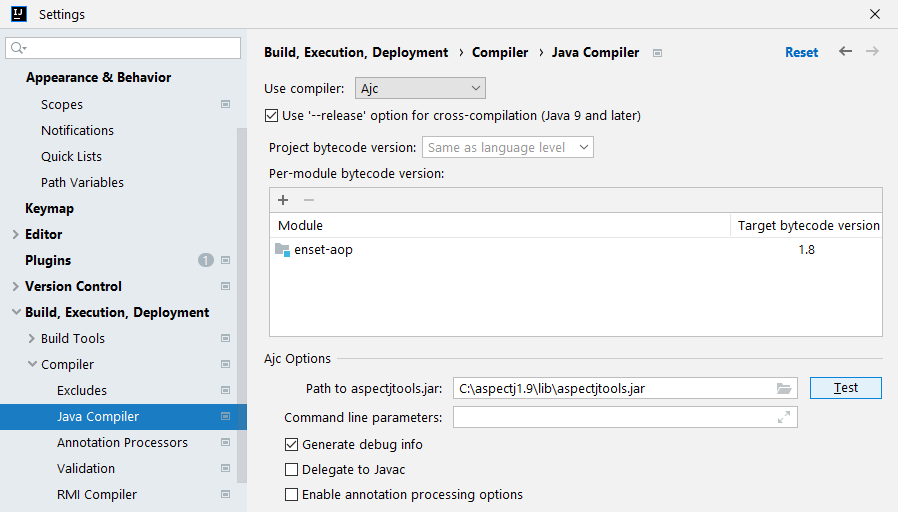 IJ
Settings
Appearance & Behavior
Scopes
Notifications
Quick Lists
Path Variables
Keymap
Editor
Plugins 1
Version Control
Build, Execution, Deployment
Build Tools
Compiler
Excludes
Java Compiler
Annotation Processors
Validation
RMI Compiler
Build, Execution, Deployment › Compiler › Java Compiler Reset
Use compiler: Ajc
Use '--release' option for cross-compilation (Java 9 and later)
Project bytecode version: Same as language level
Per-module bytecode version:
Module Target bytecode version
enset-aop 1.8
Ajc Options
Path to aspectjtools.jar: C:\aspectj1.9\lib\aspectjtools.jar Test
Command line parameters:
Generate debug info
Delegate to Javac
Enable annotation processing options